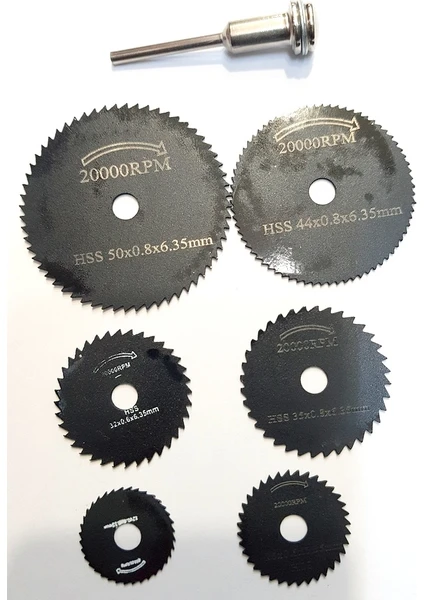 20000RPM
HSS 50x0.8x6.35mm
20000RPM
HSS 44x0.8x6.35mm
HSS
32x0.6x6.35mm
20000RPM
HSS 35x0.8x6.35mm
20000RPM